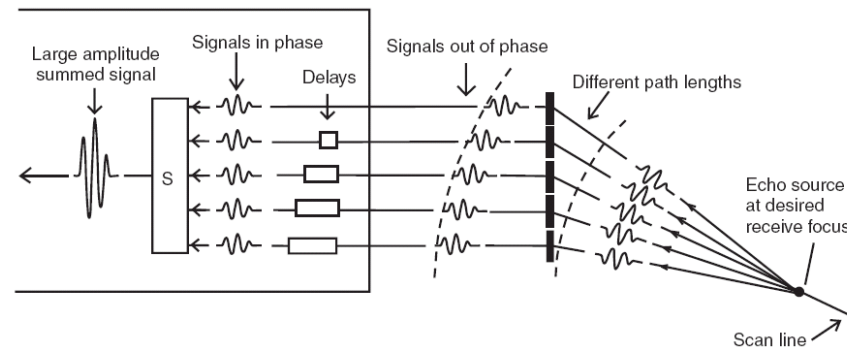 Large amplitude
summed signal
Signals in phase
Delays
Signals out of phase
Different path lengths
S
Echo source
at desired
receive focus
Scan line